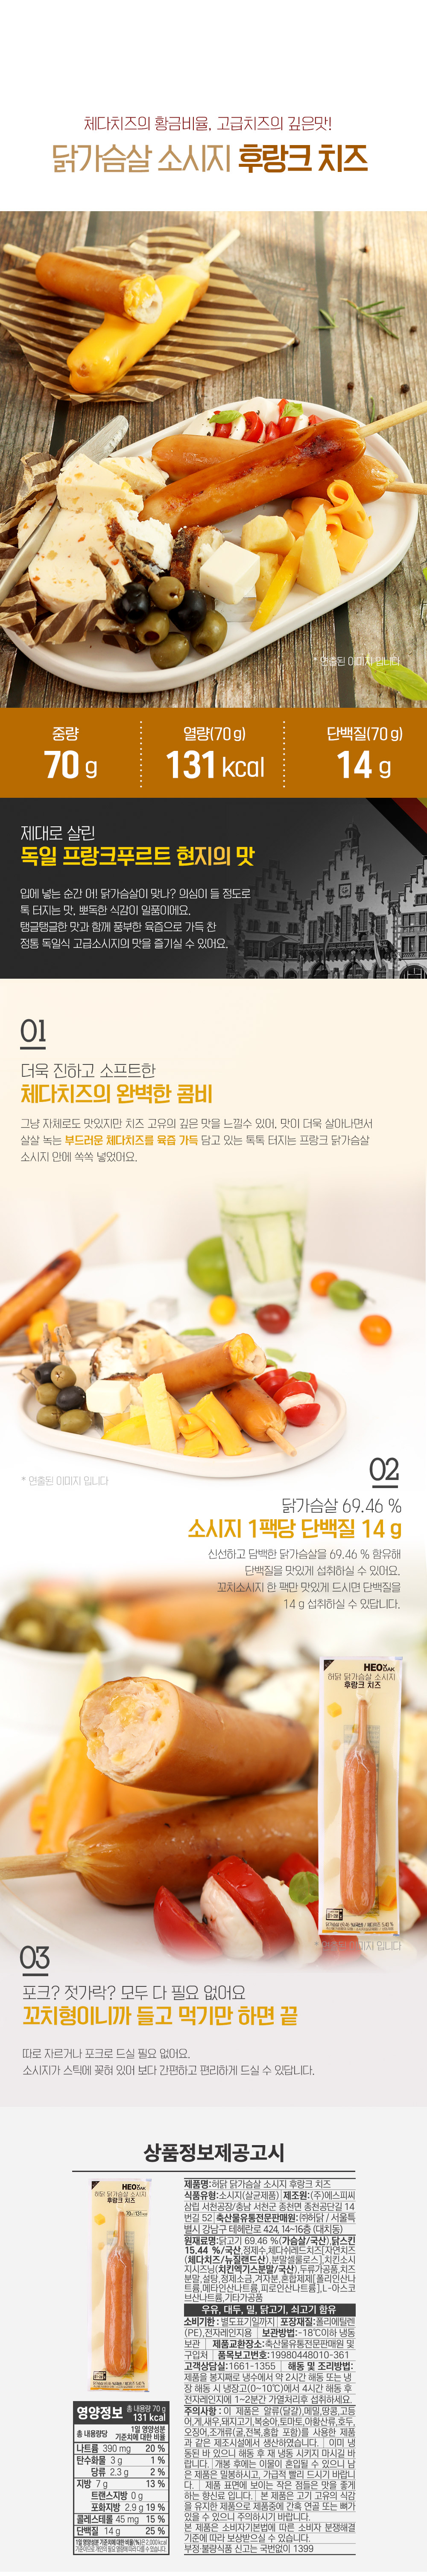 체다치즈의 황금비율, 고급치즈의 깊은맛!
닭가슴살 소시지 후랑크 치즈
* 연출된 이미지 입니다
중량
70 g
열량(70 g)
131 kcal
단백질(70 g)
14 g
제대로 살린
독일 프랑크푸르트 현지의 맛
입에 넣는 순간 어! 닭가슴살이 맞나? 의심이 들 정도로
톡 터지는 맛, 뽀독한 식감이 일품이에요.
탱글탱글한 맛과 함께 풍부한 육즙으로 가득 찬
정통 독일식 고급소시지의 맛을 즐기실 수 있어요.
01
더욱 진하고 소프트한
체다치즈의 완벽한 콤비
그냥 자체로도 맛있지만 치즈 고유의 깊은 맛을 느낄수 있어, 맛이 더욱 살아나면서
살살 녹는 부드러운 체다치즈를 육즙 가득 담고 있는 톡톡 터지는 프랑크 닭가슴살
소시지 안에 쏙쏙 넣었어요.
* 연출된 이미지 입니다
02
닭가슴살 69.46 %
소시지 1팩당 단백질 14 g
신선하고 담백한 닭가슴살을 69.46 % 함유해
단백질을 맛있게 섭취하실 수 있어요.
꼬치소시지 한 팩만 맛있게 드시면 단백질을
14 g 섭취하실 수 있답니다.
HEO DAK
허닭 닭가슴살 소시지
후랑크 치즈
* 연출된 이미지 입니다
03
포크? 젓가락? 모두 다 필요 없어요
꼬치형이니까 들고 먹기만 하면 끝
따로 자르거나 포크로 드실 필요 없어요.
소시지가 스틱에 꽂혀 있어 보다 간편하고 편리하게 드실 수 있답니다.
상품정보제공고시
HEO DAK
허닭 닭가슴살 소시지
후랑크 치즈
영양정보 총 내용량 70 g
131 kcal
총 내용량당 1일 영양성분 기준치에 대한 비율
나트륨 390 mg 20 %
탄수화물 3 g 1 %
당류 2.3 g 2 %
지방 7 g 13 %
트랜스지방 0 g
포화지방 2.9 g 19 %
콜레스테롤 45 mg 15 %
단백질 14 g 25 %
1일 영양성분 기준치에 대한 비율(%)은 2,000 kcal
기준이므로 개인의 필요 열량에 따라 다를 수 있습니다.
제품명:허닭 닭가슴살 소시지 후랑크 치즈
식품유형:소시지(살균제품) 제조원:(주)에스피씨
삼립 서천공장/충남 서천군 종천면 종천공단길 14
번길 52 축산물유통전문판매원:㈜허닭 / 서울특
별시 강남구 테헤란로 424, 14~16층 (대치동)
원재료명:닭고기 69.46 %(가슴살/국산),닭스킨
15.44 %/국산,정제수,체다쉬레드치즈[자연치즈
(체다치즈/뉴질랜드산),분말셀룰로스],치킨소시
지시즈닝(치킨엑기스분말/국산),두류가공품,치즈
분말,설탕,정제소금,겨자분,혼합제제[폴리인산나
트륨,메타인산나트륨,피로인산나트륨],L-아스코
브산나트륨,기타가공품
우유, 대두, 밀, 닭고기, 쇠고기 함유
소비기한 : 별도표기일까지 포장재질:폴리에틸렌
(PE),전자레인지용 보관방법:-18℃이하 냉동
보관 제품교환장소:축산물유통전문판매원 및
구입처 품목보고번호:19980448010-361
고객상담실:1661-1355 해동 및 조리방법:
제품을 봉지째로 냉수에서 약 2시간 해동 또는 냉
장 해동 시 냉장고(0~10℃)에서 4시간 해동 후
전자레인지에 1~2분간 가열처리후 섭취하세요.
주의사항 : 이 제품은 알류(달걀),메밀,땅콩,고등
어,게,새우,돼지고기,복숭아,토마토,아황산류,호두,
오징어,조개류(굴,전복,홍합 포함)를 사용한 제품
과 같은 제조시설에서 생산하였습니다. 이미 냉
동된 바 있으니 해동 후 재 냉동 시키지 마시길 바
랍니다. 개봉 후에는 이물이 혼입될 수 있으니 남
은 제품은 밀봉하시고, 가급적 빨리 드시기 바랍니
다. 제품 표면에 보이는 작은 점들은 맛을 좋게
하는 향신료 입니다. 본 제품은 고기 고유의 식감
을 유지한 제품으로 제품중에 간혹 연골 또는 뼈가
있을 수 있으니 주의하시기 바랍니다.
본 제품은 소비자기본법에 따른 소비자 분쟁해결
기준에 따라 보상받으실 수 있습니다.
부정·불량식품 신고는 국번없이 1399